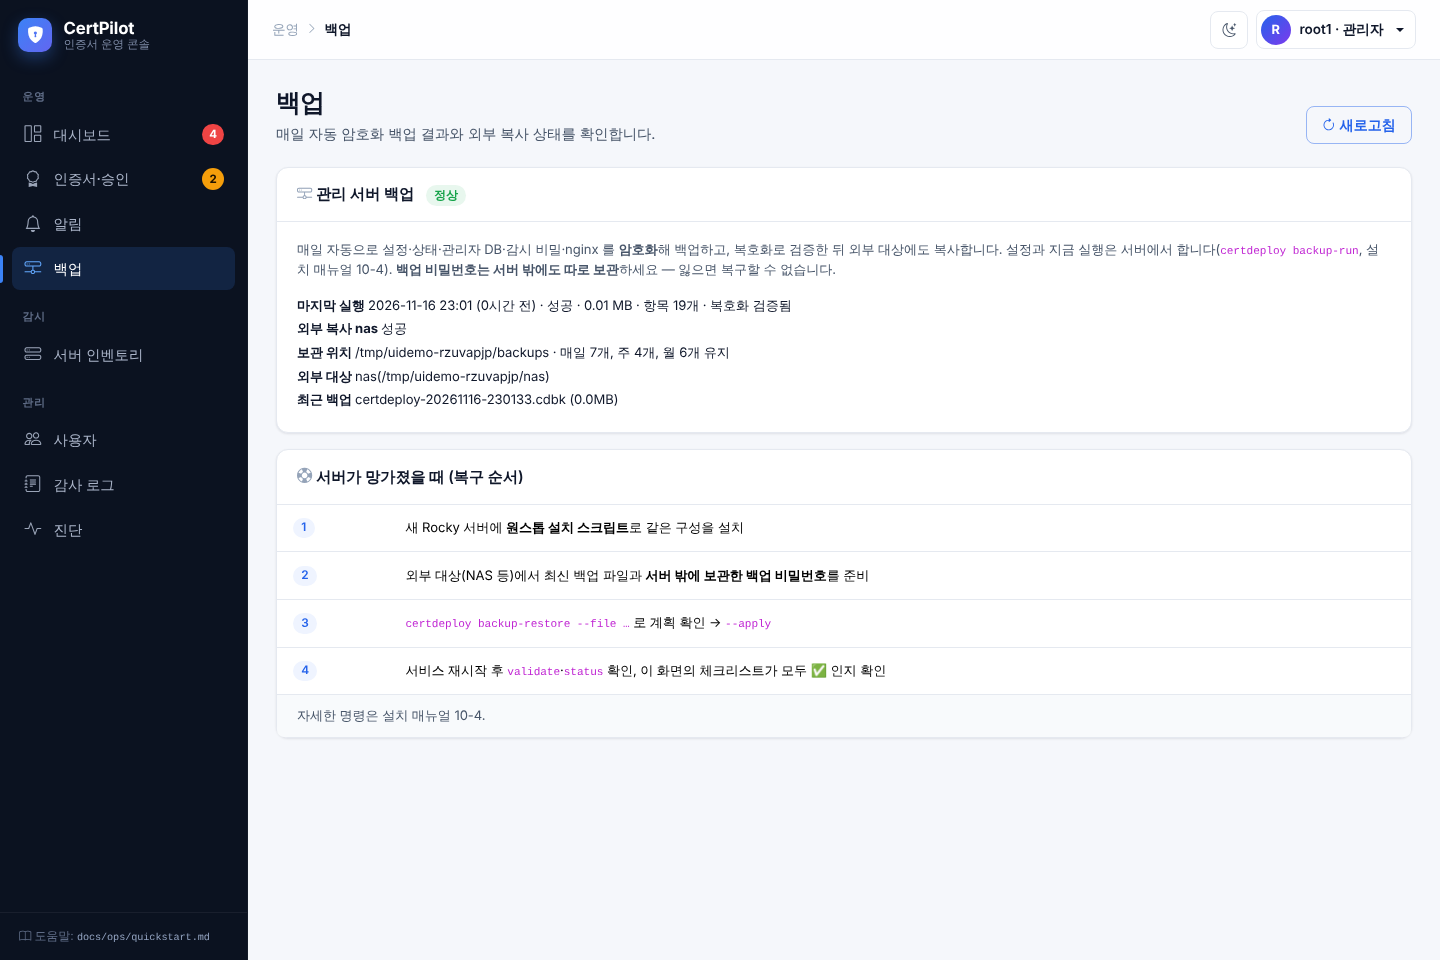 CertPilot
인증서 운영 콘솔
운영
대시보드 4
인증서·승인 2
알림
백업
감시
서버 인벤토리
관리
사용자
감사 로그
진단
도움말: docs/ops/quickstart.md
운영 > 백업
R root1 · 관리자
백업
매일 자동 암호화 백업 결과와 외부 복사 상태를 확인합니다.
새로고침
관리 서버 백업 정상
매일 자동으로 설정·상태·관리자 DB·감시 비밀·nginx 를 암호화해 백업하고, 복호화로 검증한 뒤 외부 대상에도 복사합니다. 설정과 지금 실행은 서버에서 합니다(certdeploy backup-run, 설
치 매뉴얼 10-4). 백업 비밀번호는 서버 밖에도 따로 보관하세요 — 잃으면 복구할 수 없습니다.
마지막 실행 2026-11-16 23:01 (0시간 전) · 성공 · 0.01 MB · 항목 19개 · 복호화 검증됨
외부 복사 nas 성공
보관 위치 /tmp/uidemo-rzuvapjp/backups · 매일 7개, 주 4개, 월 6개 유지
외부 대상 nas(/tmp/uidemo-rzuvapjp/nas)
최근 백업 certdeploy-20261116-230133.cdbk (0.0MB)
서버가 망가졌을 때 (복구 순서)
1 새 Rocky 서버에 원스톱 설치 스크립트로 같은 구성을 설치
2 외부 대상(NAS 등)에서 최신 백업 파일과 서버 밖에 보관한 백업 비밀번호를 준비
3 certdeploy backup-restore --file … 로 계획 확인 → --apply
4 서비스 재시작 후 validate·status 확인, 이 화면의 체크리스트가 모두 ✅ 인지 확인
자세한 명령은 설치 매뉴얼 10-4.